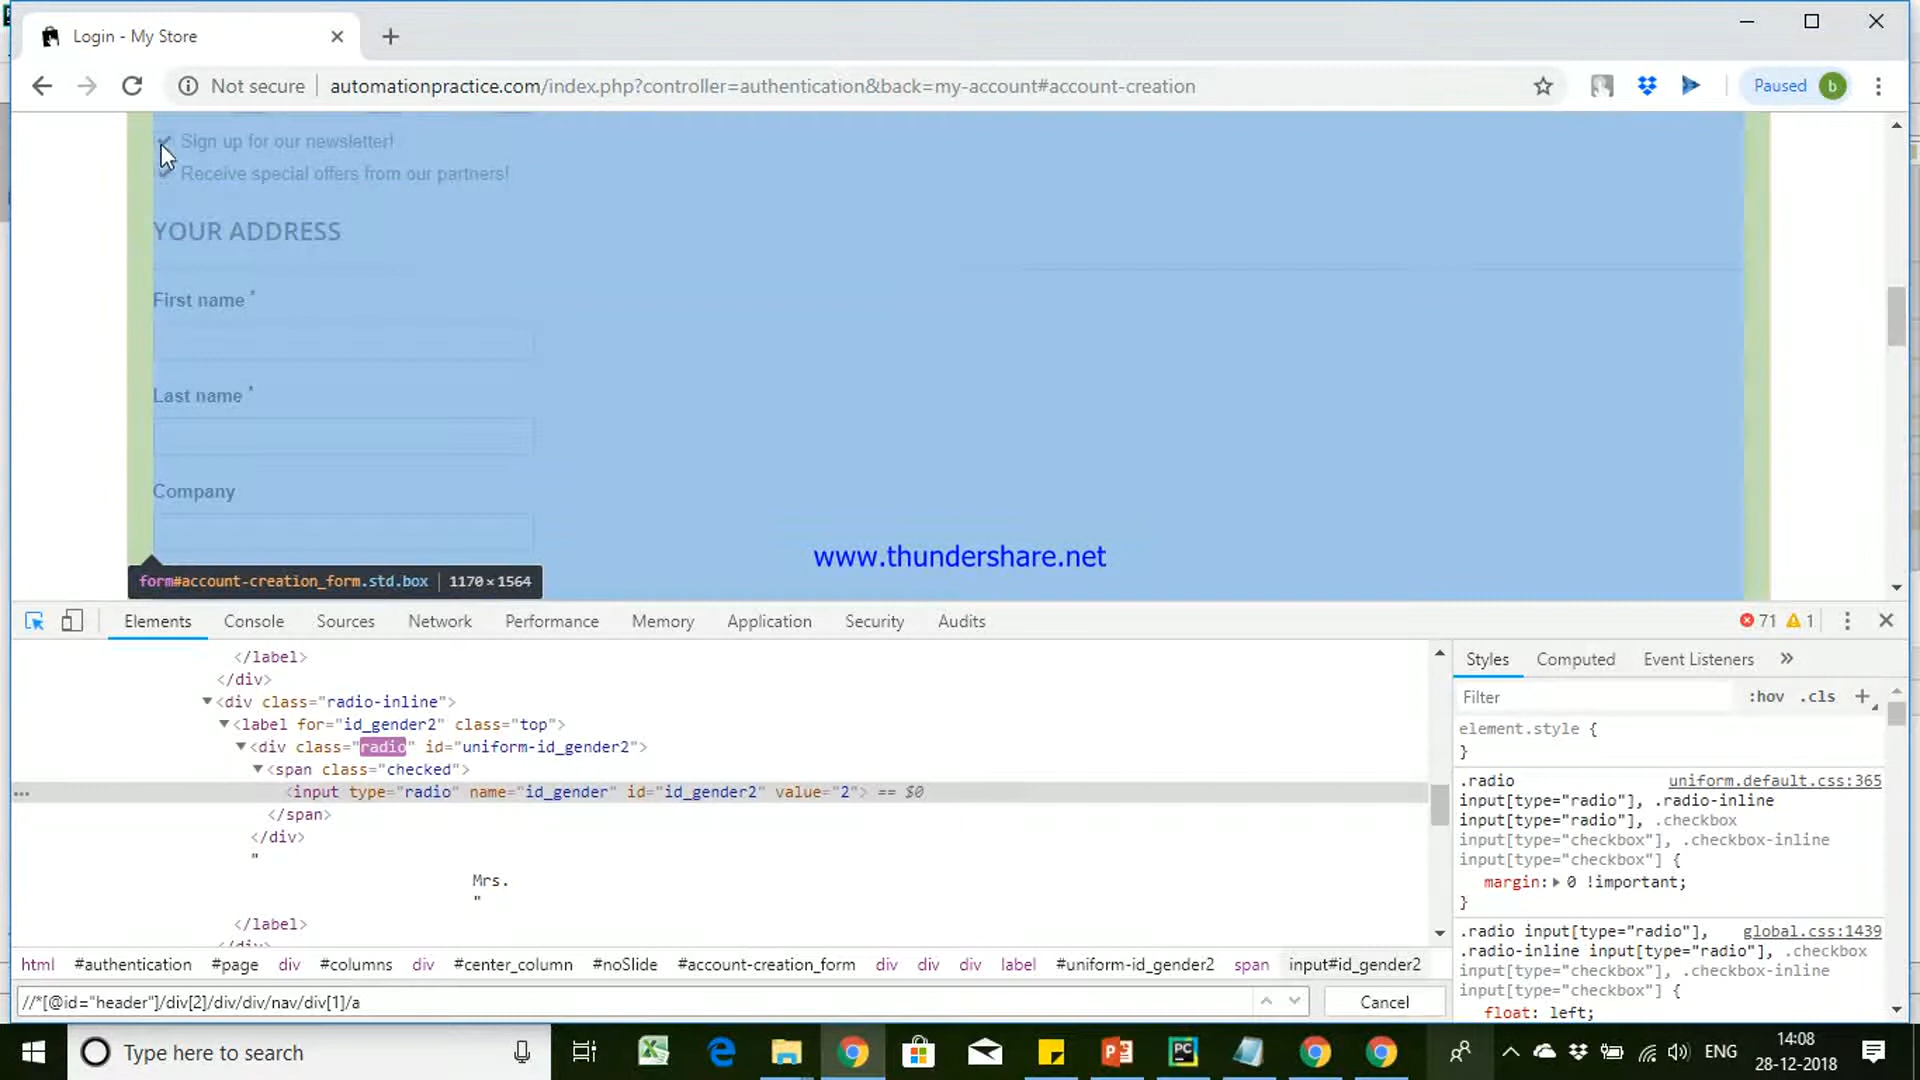 Login - My Store
Not secure
automationpractice.com/index.php?controller=authentication&back=my-account#account-creation
Paused
b
Sign up for our newsletter!
Receive special offers from our partners!
YOUR ADDRESS
First name *
Last name *
Company
www.thundershare.net
form#account-creation_form.std.box | 1170×1564
Elements Console Sources Network Performance Memory Application Security Audits
71 1
</label>
</div>
<div class="radio-inline">
<label for="id_gender2" class="top">
<div class="radio" id="uniform-id_gender2">
<span class="checked">
... <input type="radio" name="id_gender" id="id_gender2" value="2"> == $0
</span>
</div>
"
Mrs.
"
</label>
</div>
html #authentication #page div #columns div #center_column #noSlide #account-creation_form div div div label #uniform-id_gender2 span input#id_gender2
//*[@id="header"]/div[2]/div/div/nav/div[1]/a
Cancel
Styles Computed Event Listeners »
Filter
:hov .cls +
element.style {
}
.radio uniform.default.css:365
input[type="radio"], .radio-inline
input[type="radio"], .checkbox
input[type="checkbox"], .checkbox-inline
input[type="checkbox"] {
margin: 0 !important;
}
.radio input[type="radio"], global.css:1439
.radio-inline input[type="radio"], .checkbox
input[type="checkbox"], .checkbox-inline
input[type="checkbox"] {
float: left;
Type here to search
ENG
14:08
28-12-2018